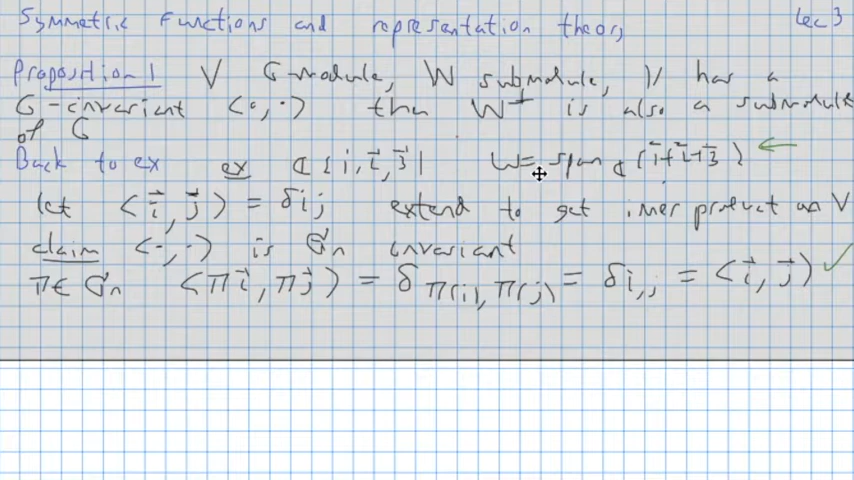 Symmetric Functions and representation theory Lec 3
Proposition 1 V G-module, W submodule, V has a
G-invariant <·,·> then W^⊥ is also a submodule
of G
Back to ex ex ℂ{1⃗,2⃗,3⃗} W = span ℂ{1⃗+2⃗+3⃗} ←
let <i⃗,j⃗> = δij extend to get inner product on V
claim <·,·> is 𝔖n invariant
π∈𝔖n <πi⃗,πj⃗> = δπ(i),π(j) = δi,j = <i⃗,j⃗> ✓